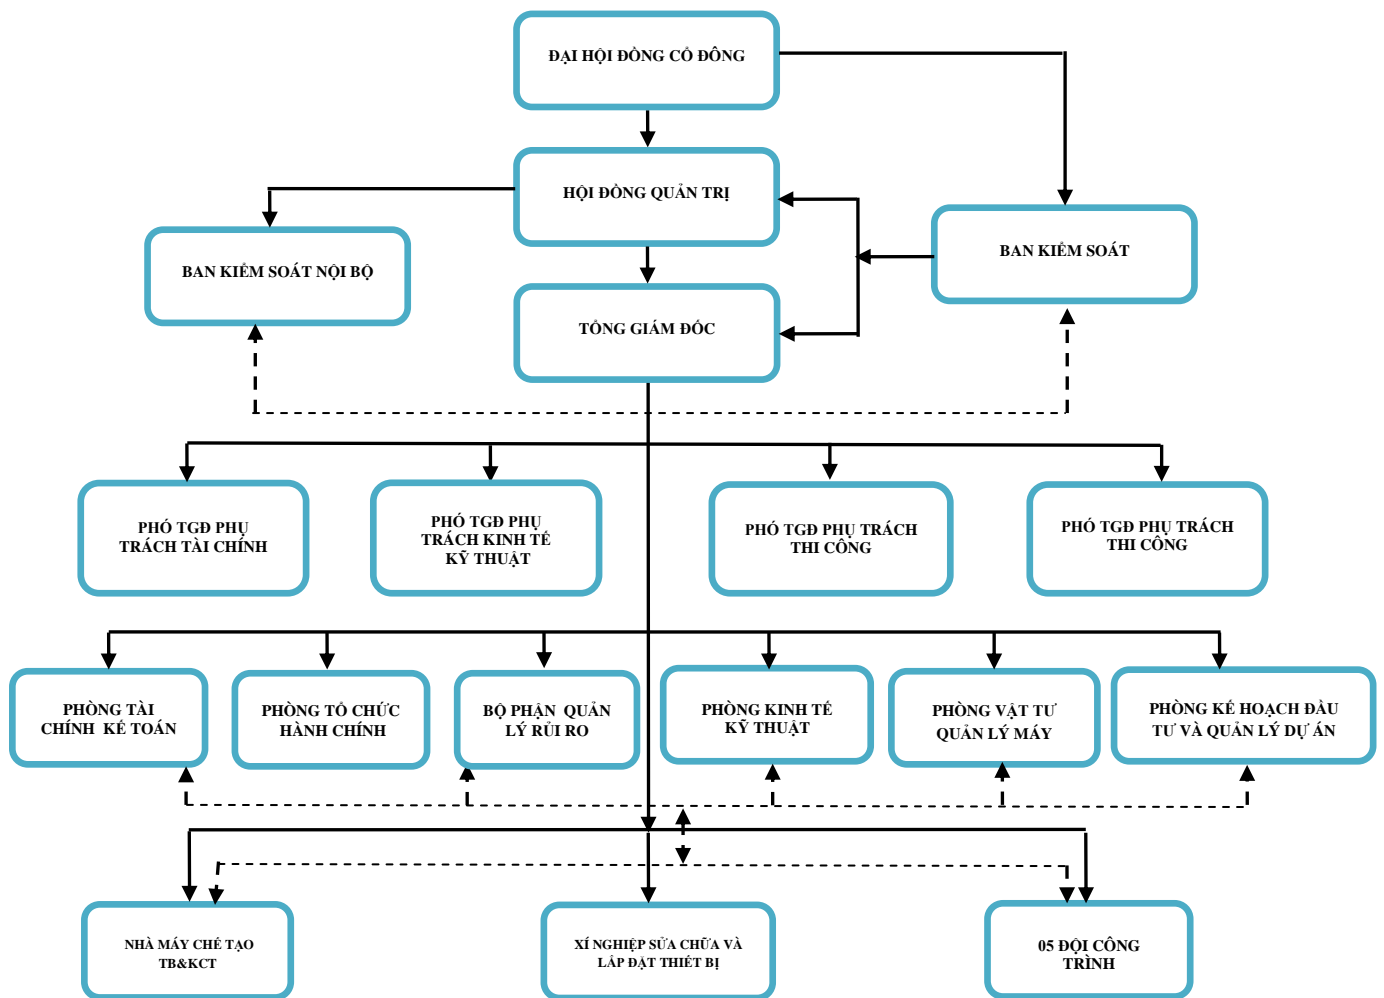 ĐẠI HỘI ĐỒNG CỔ ĐÔNG
HỘI ĐỒNG QUẢN TRỊ
BAN KIỂM SOÁT
BAN KIỂM SOÁT NỘI BỘ
TỔNG GIÁM ĐỐC
PHÓ TGĐ PHỤ
TRÁCH TÀI CHÍNH
PHÓ TGĐ PHỤ
TRÁCH KINH TẾ
KỸ THUẬT
PHÓ TGĐ PHỤ TRÁCH
THI CÔNG
PHÓ TGĐ PHỤ TRÁCH
THI CÔNG
PHÒNG TÀI
CHÍNH KẾ TOÁN
PHÒNG TỔ CHỨC
HÀNH CHÍNH
BỘ PHẬN QUẢN
LÝ RỦI RO
PHÒNG KINH TẾ
KỸ THUẬT
PHÒNG VẬT TƯ
QUẢN LÝ MÁY
PHÒNG KẾ HOẠCH ĐẦU
TƯ VÀ QUẢN LÝ DỰ ÁN
NHÀ MÁY CHẾ TẠO
TB&KCT
XÍ NGHIỆP SỬA CHỮA VÀ
LẮP ĐẶT THIẾT BỊ
05 ĐỘI CÔNG
TRÌNH